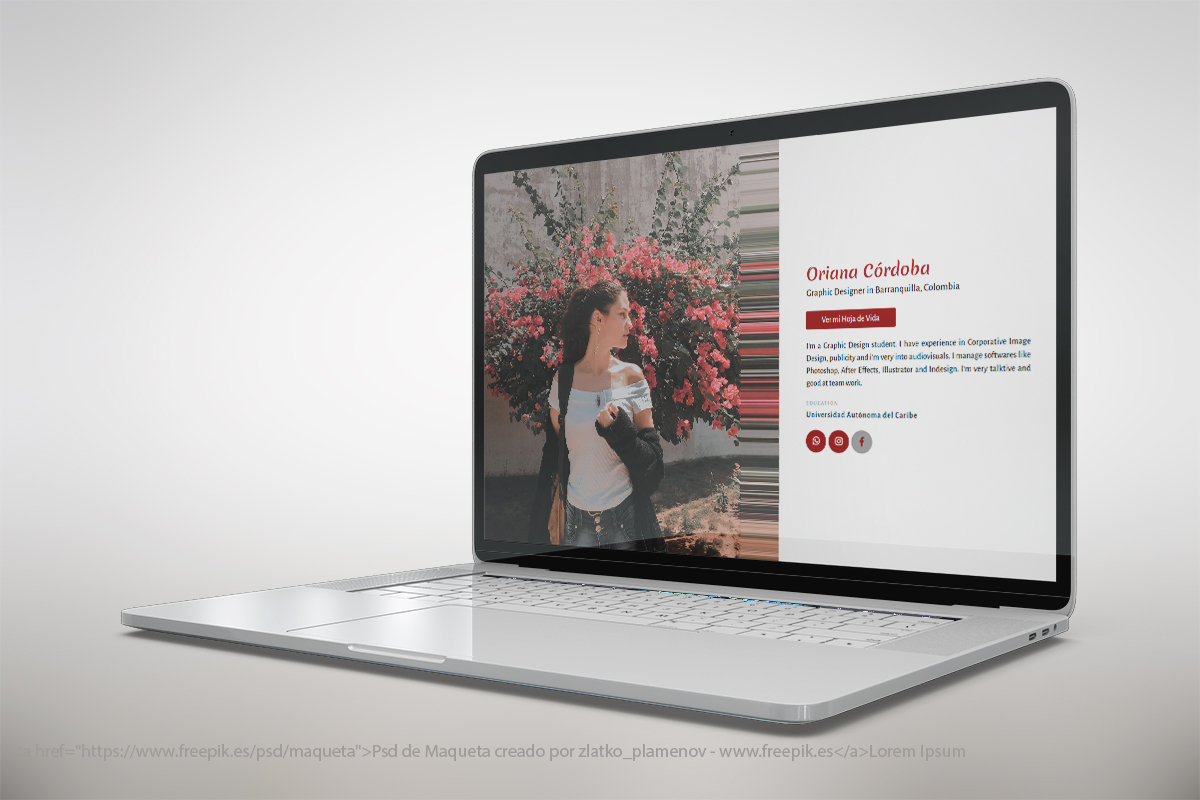 Oriana Córdoba
Graphic Designer in Barranquilla, Colombia
Ver mi Hoja de Vida
I'm a Graphic Design student. I have experience in Corporative Image
Design, publicity and i'm very into audiovisuals. I manage softwares like
Photoshop, After Effects, Illustrator and Indesign. I'm very talktive and
good at team work.
EDUCATION
Universidad Autónoma del Caribe
href="https://www.freepik.es/psd/maqueta">Psd de Maqueta creado por zlatko_plamenov - www.freepik.es</a>Lorem Ipsum